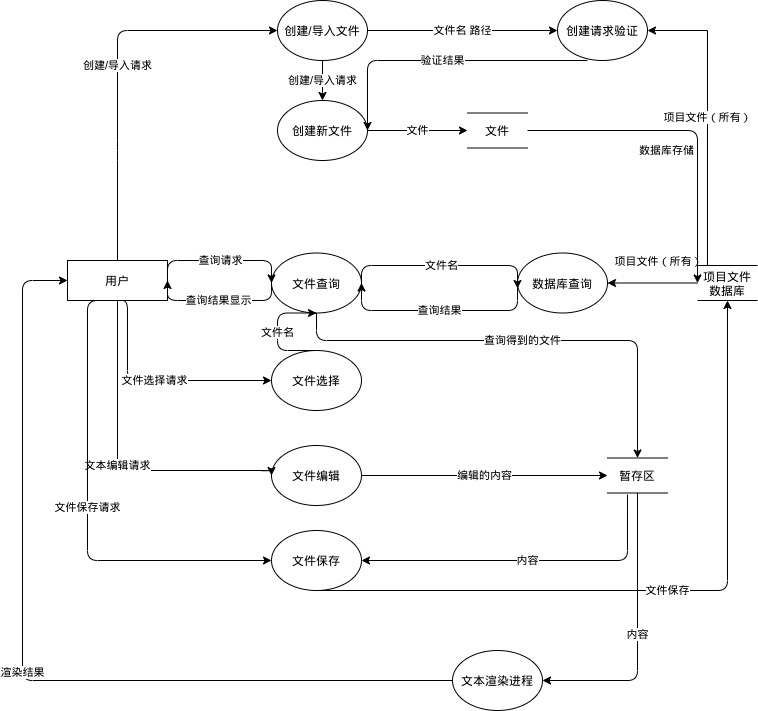 创建/导入文件
文件名 路径
创建请求验证
创建/导入请求
验证结果
创建/导入请求
项目文件（所有）
创建新文件
文件
文件
数据库存储
查询请求
文件名
项目文件（所有）
用户
文件查询
数据库查询
项目文件
数据库
查询结果显示
查询结果
文件名
查询得到的文件
文件选择请求
文件选择
文本编辑请求
文件编辑
编辑的内容
暂存区
文件保存请求
文件保存
内容
文件保存
内容
渲染结果
文本渲染进程